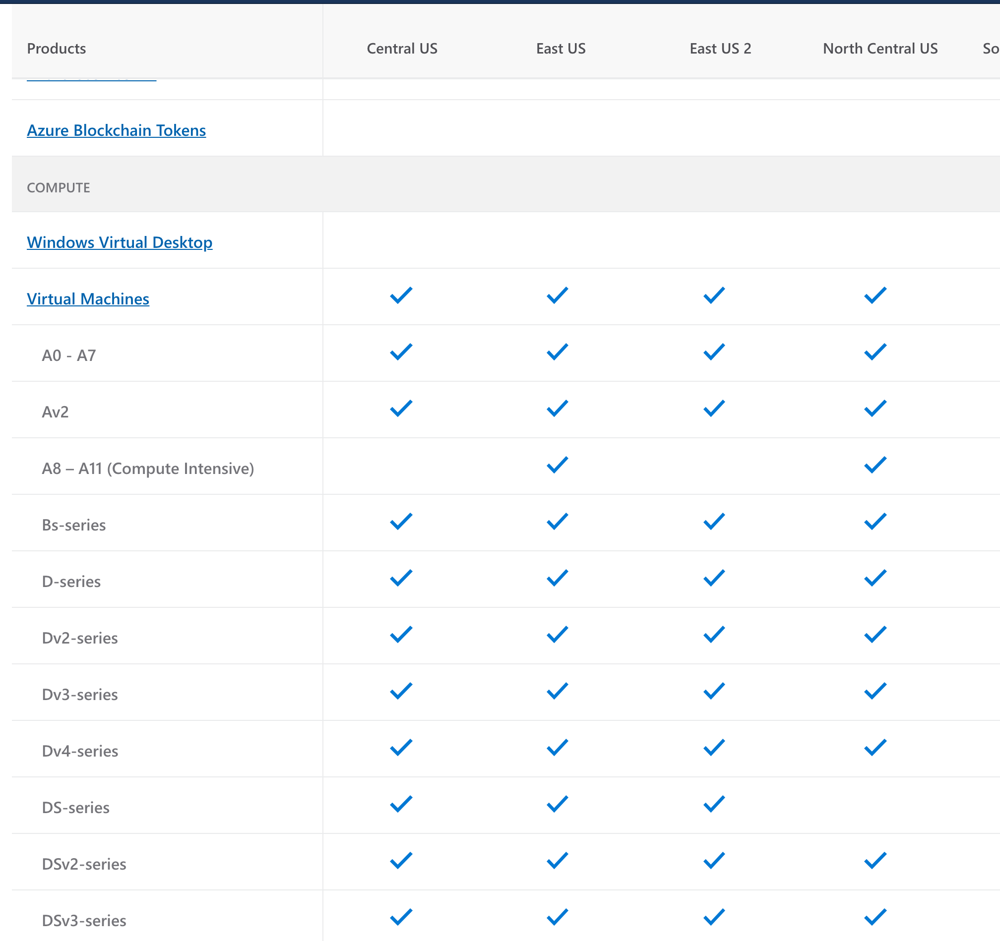 Products Central US East US East US 2 North Central US So
Azure Blockchain Tokens
COMPUTE
Windows Virtual Desktop
Virtual Machines
A0 - A7
Av2
A8 – A11 (Compute Intensive)
Bs-series
D-series
Dv2-series
Dv3-series
Dv4-series
DS-series
DSv2-series
DSv3-series